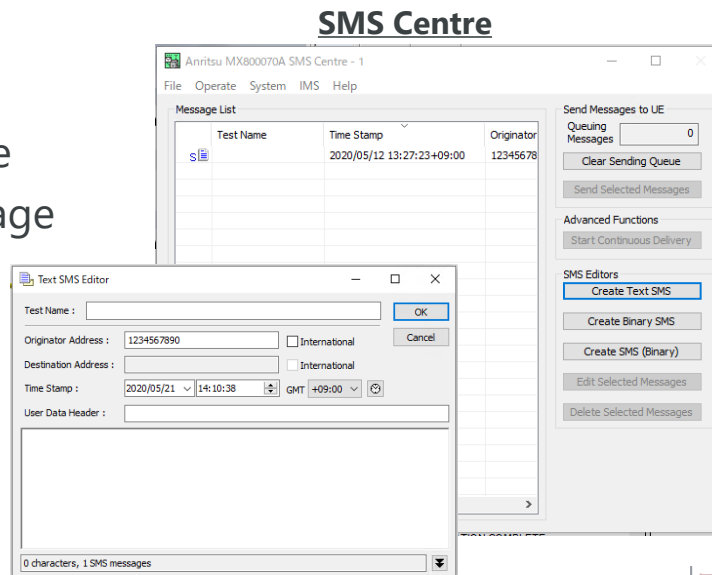 SMS Centre
Anritsu MX800070A SMS Centre - 1
File Operate System IMS Help
Message List
Test Name Time Stamp Originator
S 2020/05/12 13:27:23+09:00 12345678
Send Messages to UE
Queuing Messages 0
Clear Sending Queue
Send Selected Messages
Advanced Functions
Start Continuous Delivery
SMS Editors
Create Text SMS
Create Binary SMS
Create SMS (Binary)
Edit Selected Messages
Delete Selected Messages
e
age
Text SMS Editor
Test Name :
OK
Originator Address : 1234567890 International
Cancel
Destination Address : International
Time Stamp : 2020/05/21 14:10:38 GMT +09:00
User Data Header :
0 characters, 1 SMS messages